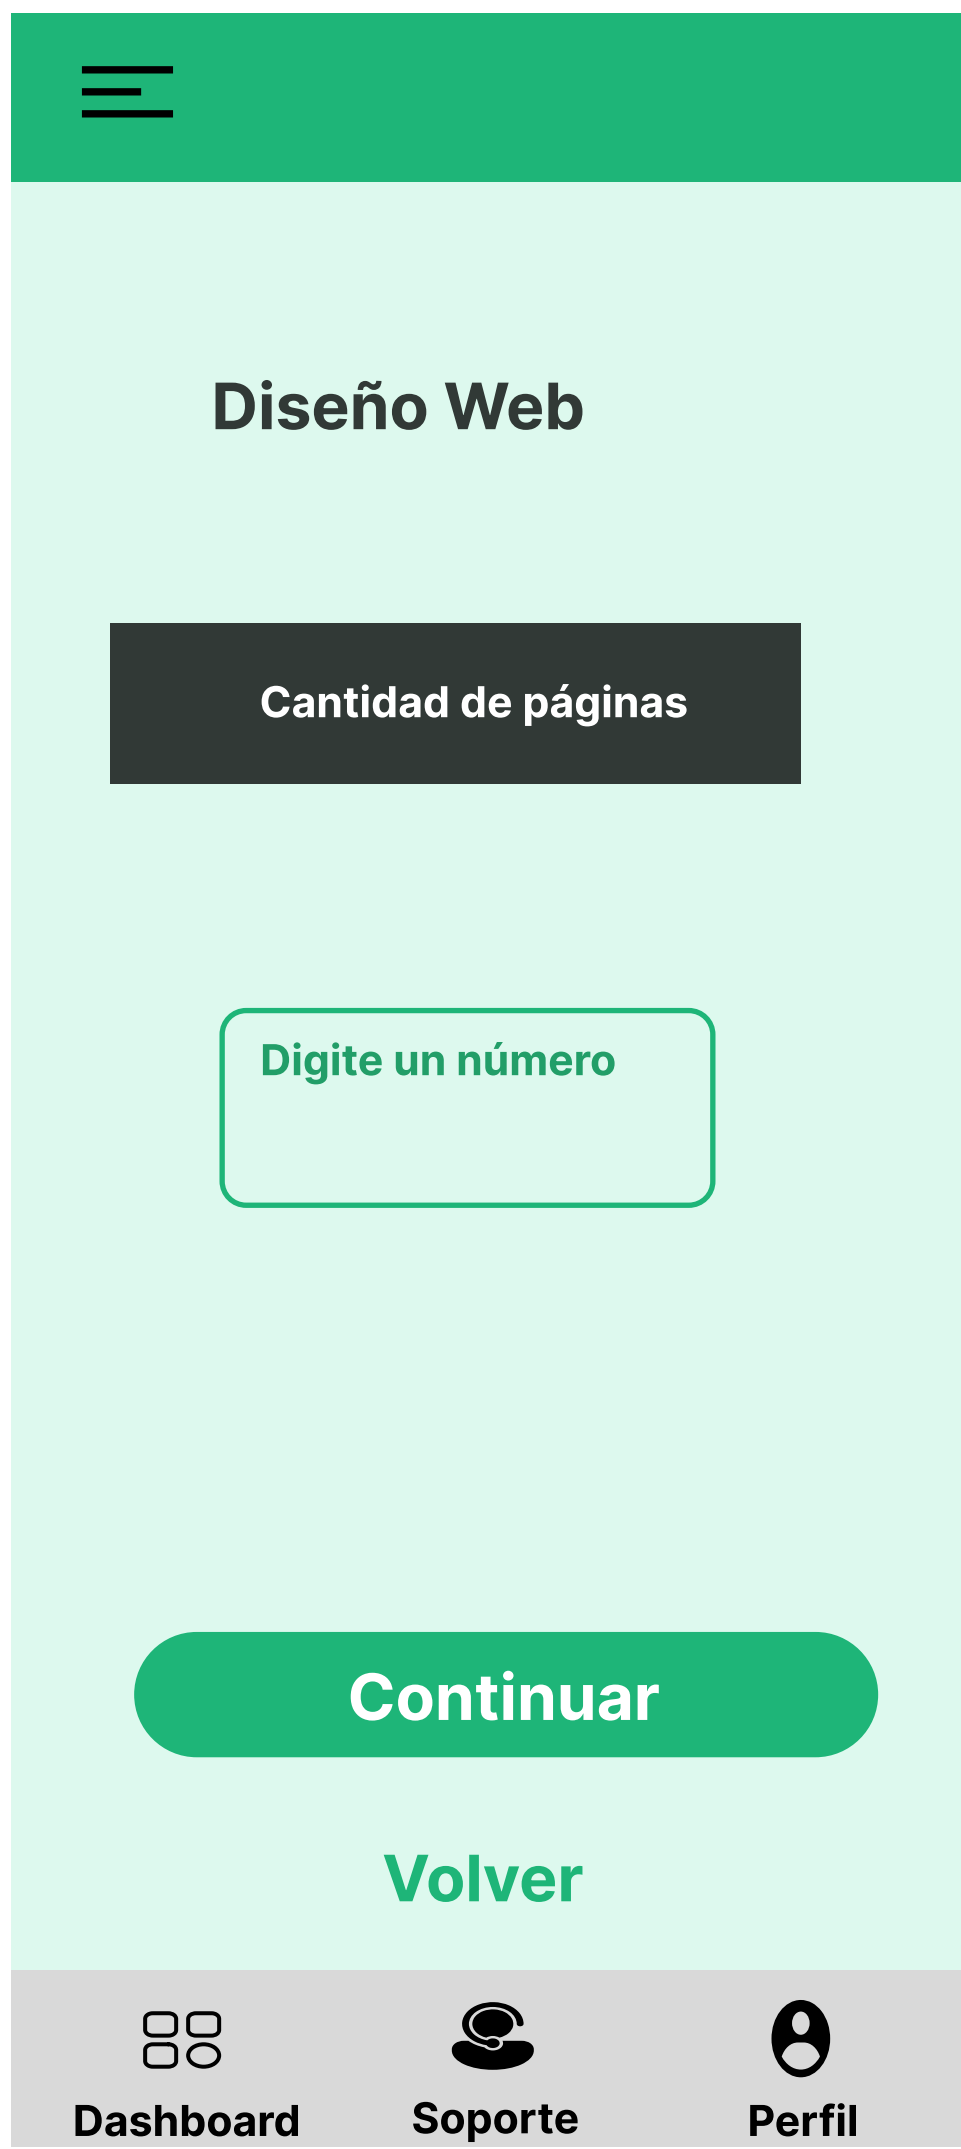 Diseño Web
Cantidad de páginas
Digite un número
Continuar
Volver
Dashboard
Soporte
Perfil